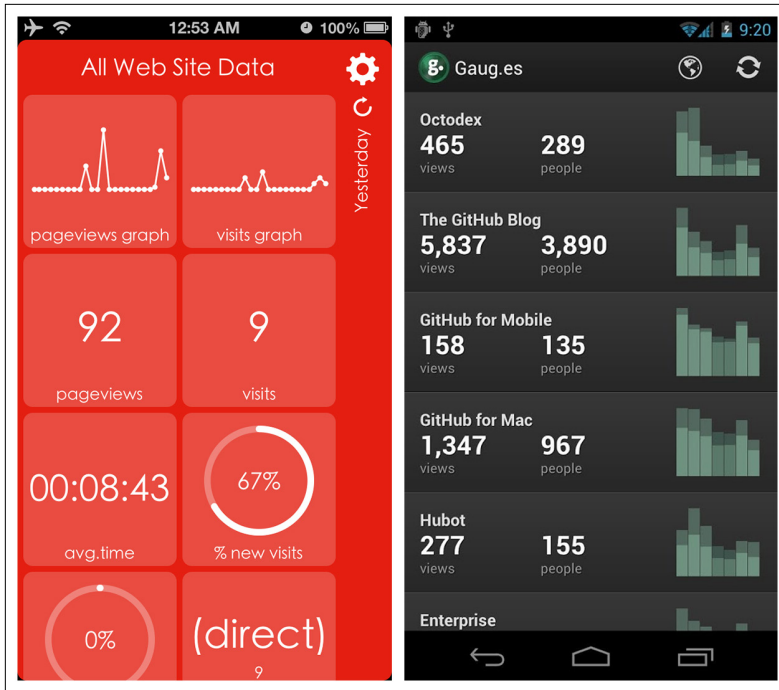 12:53 AM 100%
All Web Site Data
Yesterday
pageviews graph visits graph
92 9
pageviews visits
00:08:43 67%
avg.time % new visits
0% (direct)
9
9:20
g. Gaug.es
Octodex
465 289
views people
The GitHub Blog
5,837 3,890
views people
GitHub for Mobile
158 135
views people
GitHub for Mac
1,347 967
views people
Hubot
277 155
views people
Enterprise